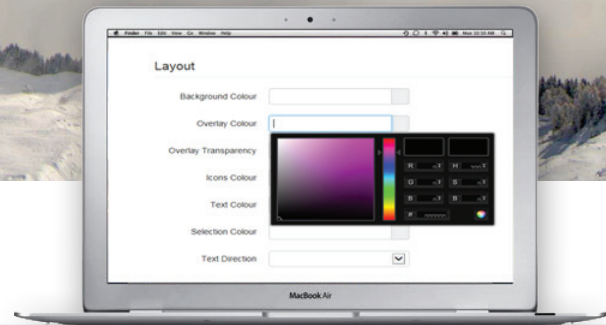 Finder File Edit View Go Window Help
Layout
Background Colour
Overlay Colour
Overlay Transparency
R H
Icons Colour
G S
B B
Text Colour
#
Selection Colour
Text Direction
MacBook Air